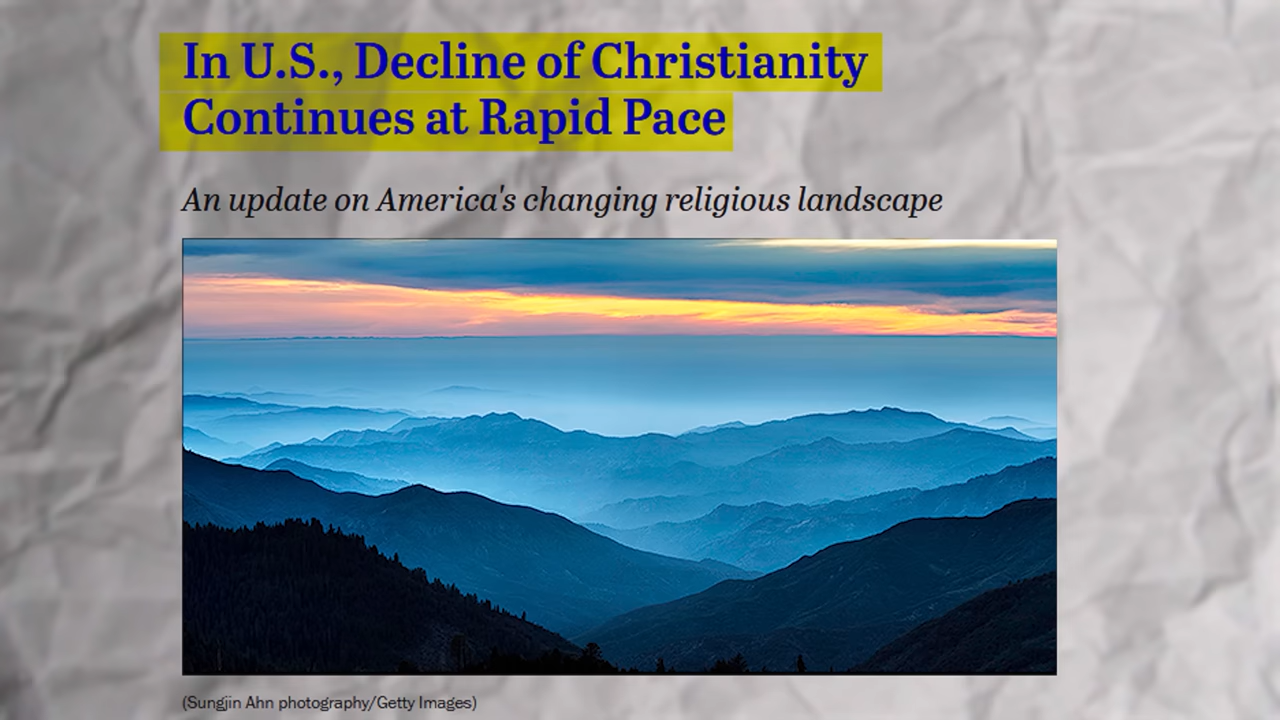 In U.S., Decline of Christianity
Continues at Rapid Pace
An update on America's changing religious landscape
(Sungjin Ahn photography/Getty Images)